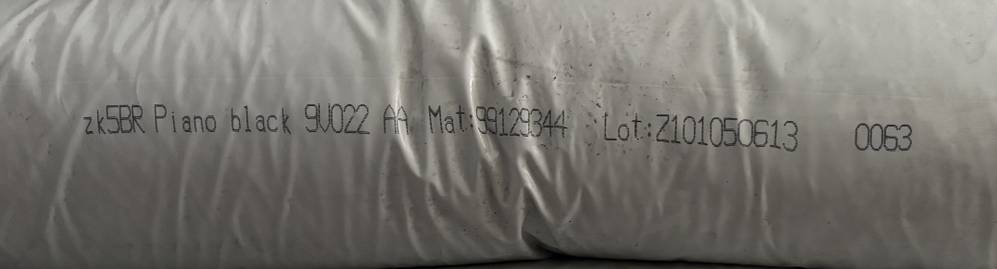 zk5BR Piano black 9U022 AA Mat:99129344 Lot:Z101050613 0063